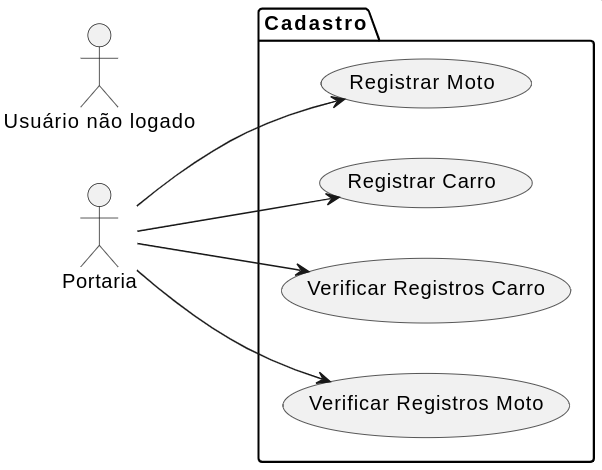 Cadastro
Registrar Moto
Usuário não logado
Registrar Carro
Portaria
Verificar Registros Carro
Verificar Registros Moto